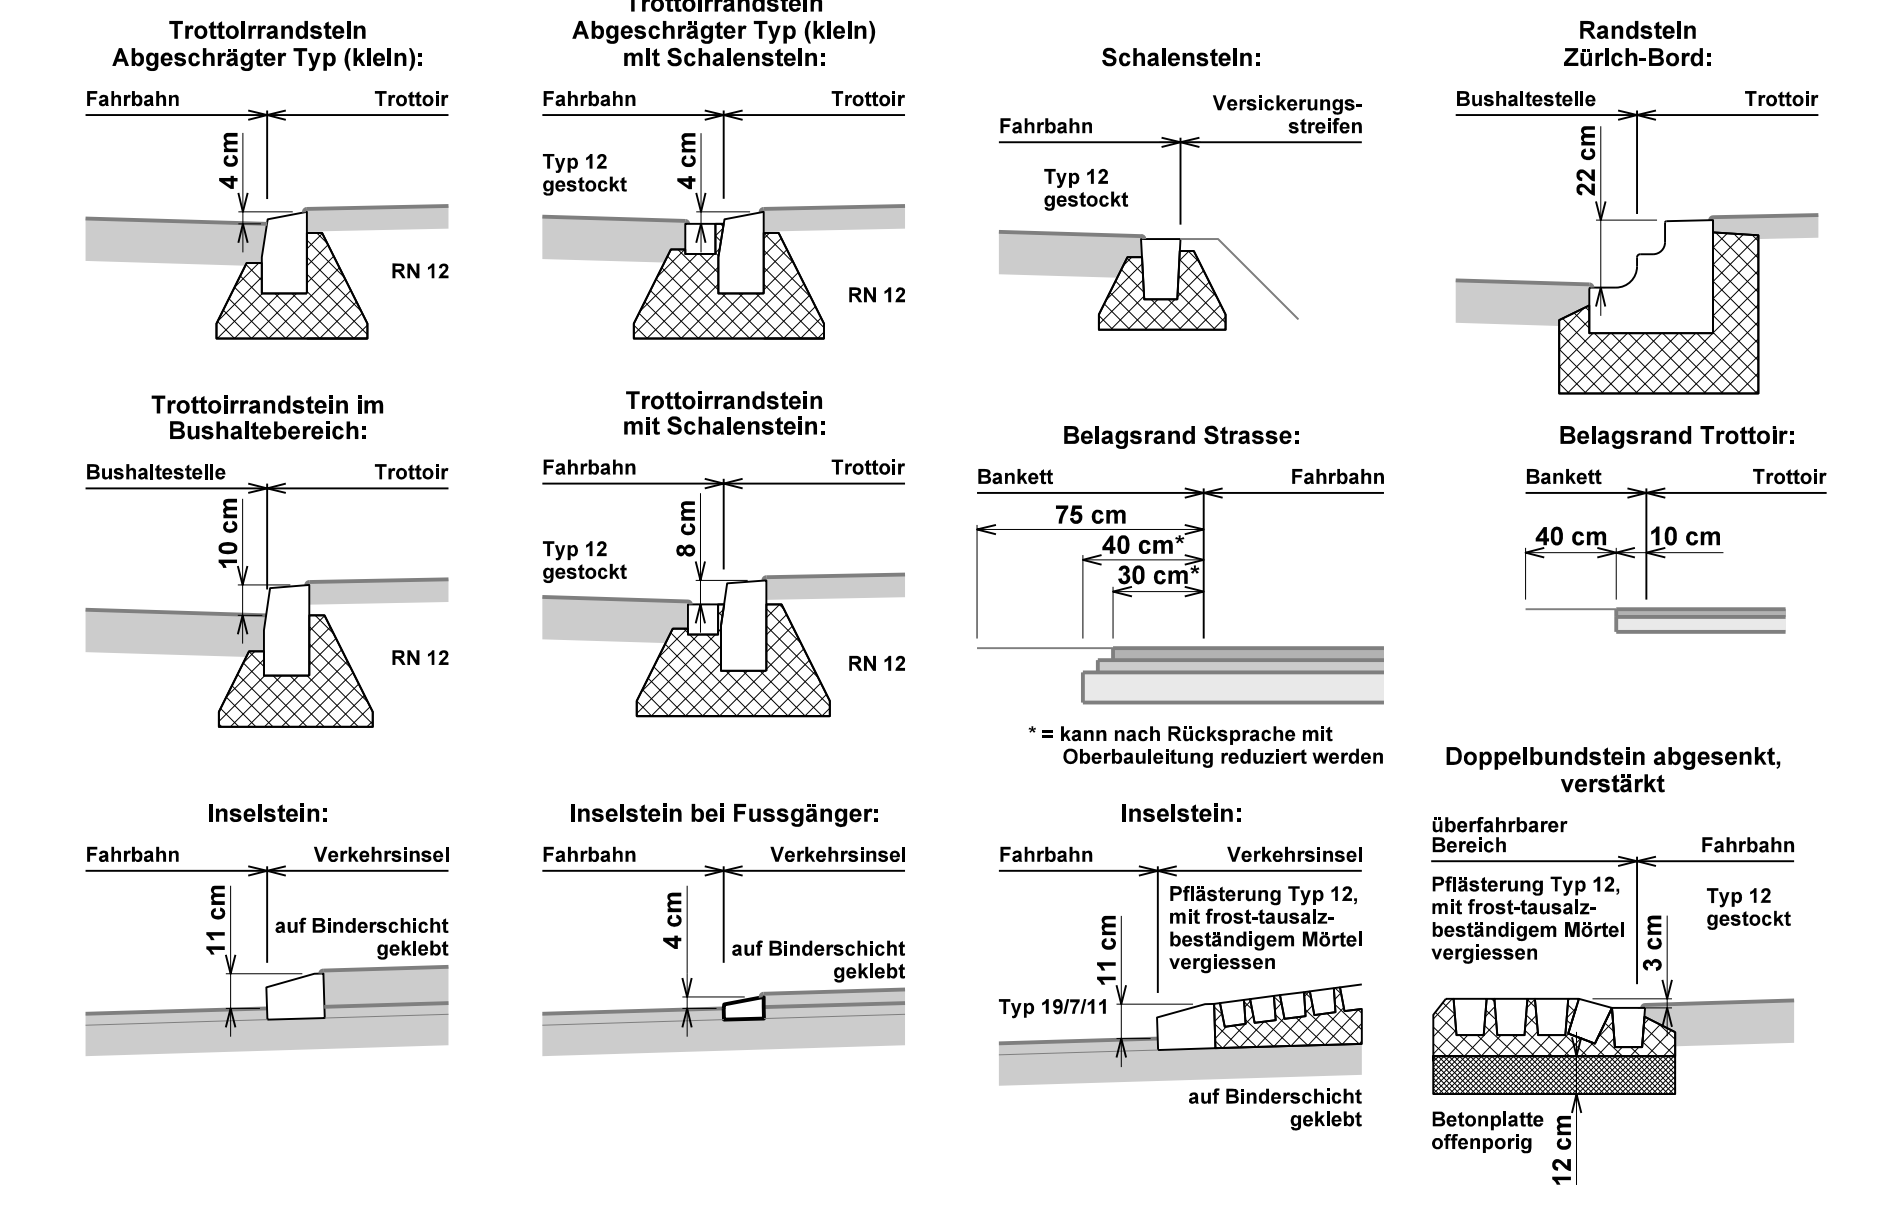 Trottoirrandstein
Abgeschrägter Typ (klein):
Fahrbahn
Trottoir
4 cm
RN 12
Trottoirrandstein
Abgeschrägter Typ (klein)
mit Schalenstein:
Fahrbahn
Trottoir
Typ 12
gestockt
4 cm
RN 12
Schalenstein:
Versickerungs-
streifen
Fahrbahn
Typ 12
gestockt
Randstein
Zürich-Bord:
Bushaltestelle
Trottoir
22 cm
Trottoirrandstein im
Bushaltebereich:
Bushaltestelle
Trottoir
10 cm
RN 12
Trottoirrandstein
mit Schalenstein:
Fahrbahn
Trottoir
8 cm
Typ 12
gestockt
RN 12
Belagsrand Strasse:
Bankett
Fahrbahn
75 cm
40 cm*
30 cm*
* = kann nach Rücksprache mit
Oberbauleitung reduziert werden
Belagsrand Trottoir:
Bankett
Trottoir
40 cm
10 cm
Inselstein:
Fahrbahn
Verkehrsinsel
11 cm
auf Binderschicht
geklebt
Inselstein bei Fussgänger:
Fahrbahn
Verkehrsinsel
4 cm
auf Binderschicht
geklebt
Inselstein:
Fahrbahn
Verkehrsinsel
Pflästerung Typ 12,
mit frost-tausalz-
beständigem Mörtel
vergiessen
11 cm
Typ 19/7/11
auf Binderschicht
geklebt
Doppelbundstein abgesenkt,
verstärkt
überfahrbarer
Bereich
Fahrbahn
Pflästerung Typ 12,
mit frost-tausalz-
beständigem Mörtel
vergiessen
Typ 12
gestockt
3 cm
Betonplatte
offenporig
12 cm